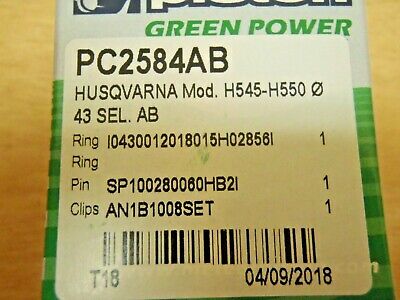 piston
GREEN POWER
PC2584AB
HUSQVARNA Mod. H545-H550 Ø
43 SEL. AB
Ring I0430012018015H02856I 1
Ring
Pin SP100280060HB2I 1
Clips AN1B1008SET 1
T18 04/09/2018